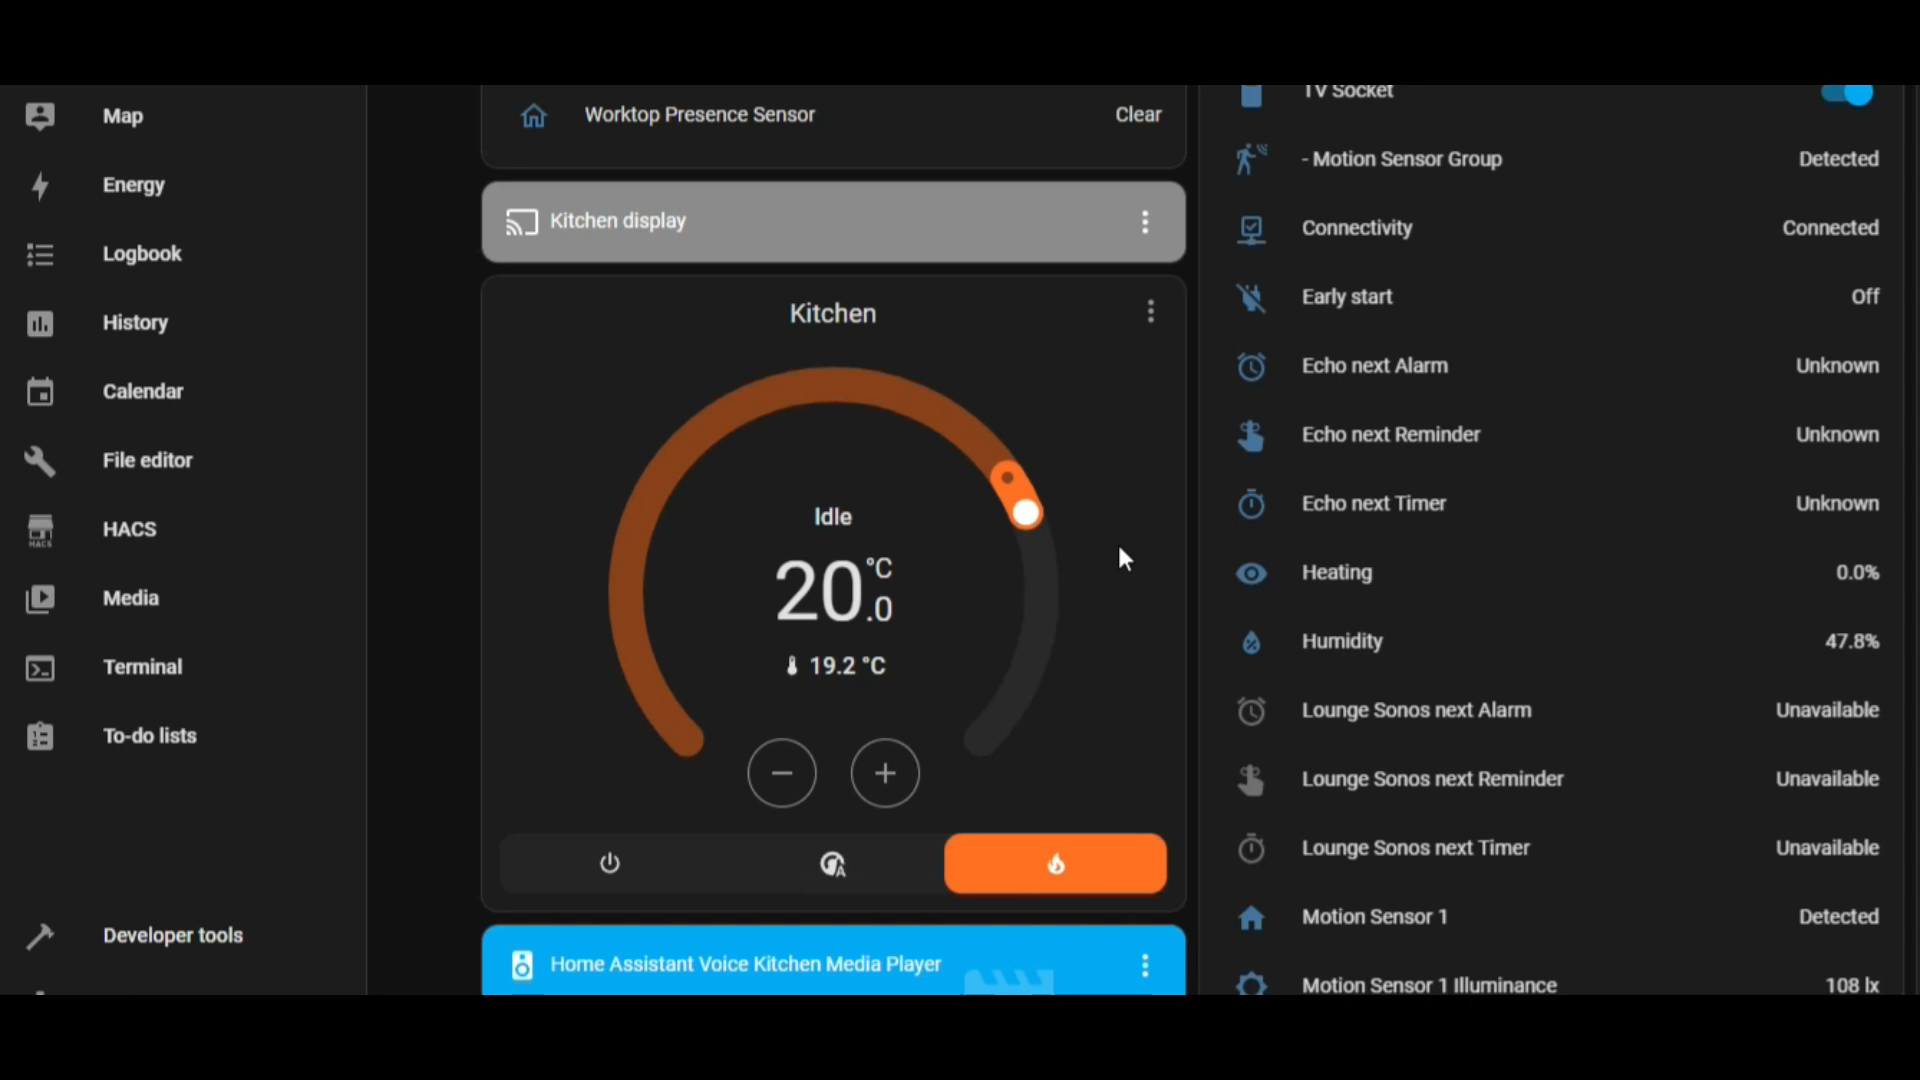 Map
Energy
Logbook
History
Calendar
File editor
HACS
HACS
Media
Terminal
To-do lists
Developer tools
Worktop Presence Sensor Clear
Kitchen display
Kitchen
Idle
20.0 °C
19.2 °C
Home Assistant Voice Kitchen Media Player
TV Socket
- Motion Sensor Group Detected
Connectivity Connected
Early start Off
Echo next Alarm Unknown
Echo next Reminder Unknown
Echo next Timer Unknown
Heating 0.0%
Humidity 47.8%
Lounge Sonos next Alarm Unavailable
Lounge Sonos next Reminder Unavailable
Lounge Sonos next Timer Unavailable
Motion Sensor 1 Detected
Motion Sensor 1 Illuminance 108 lx